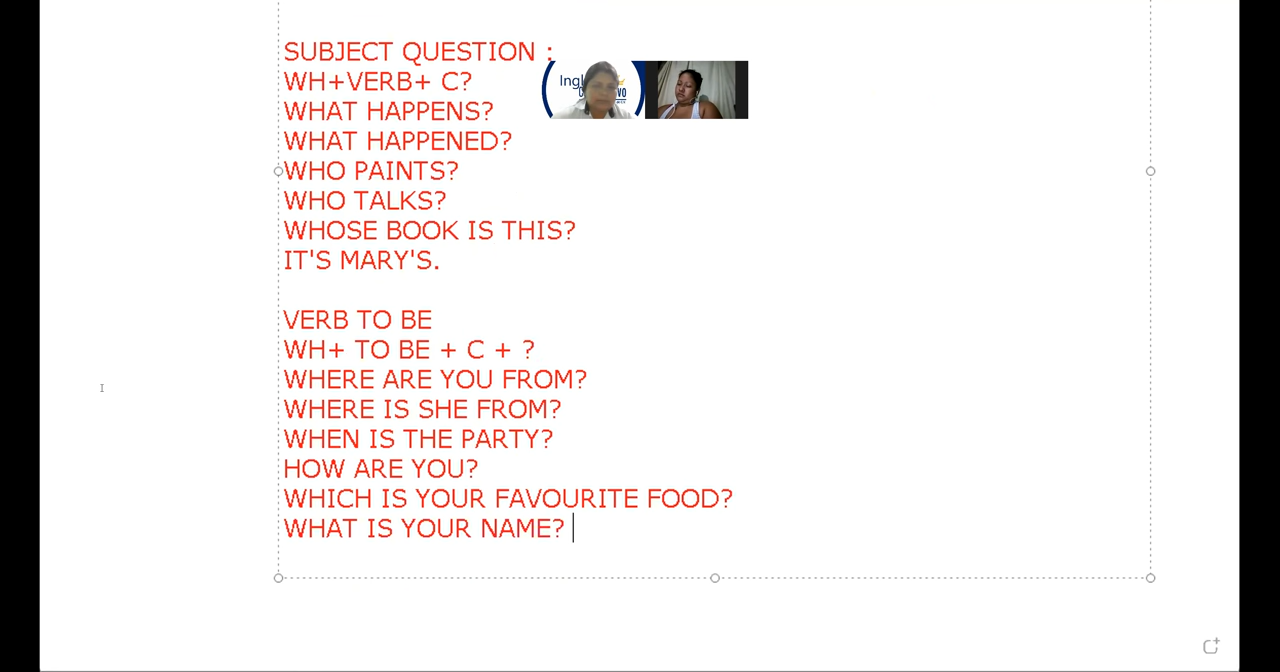 SUBJECT QUESTION :
WH+VERB+ C?
WHAT HAPPENS?
WHAT HAPPENED?
WHO PAINTS?
WHO TALKS?
WHOSE BOOK IS THIS?
IT'S MARY'S.
VERB TO BE
WH+ TO BE + C + ?
WHERE ARE YOU FROM?
WHERE IS SHE FROM?
WHEN IS THE PARTY?
HOW ARE YOU?
WHICH IS YOUR FAVOURITE FOOD?
WHAT IS YOUR NAME?